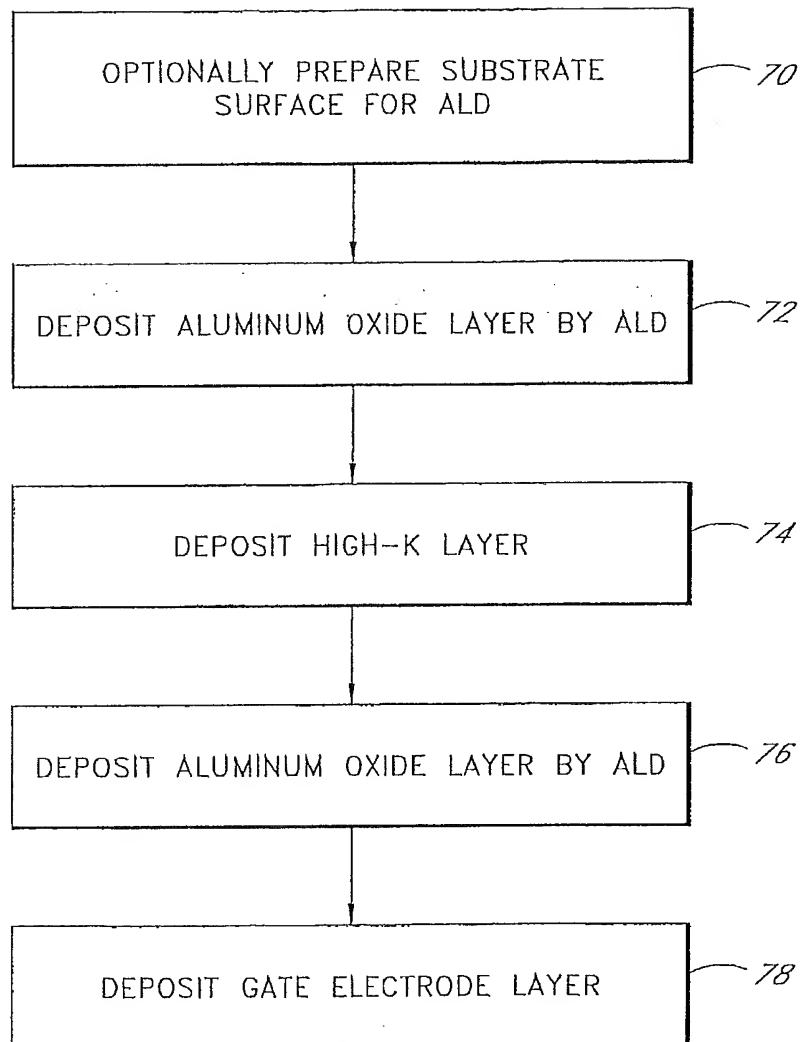 OPTIONALLY PREPARE SUBSTRATE
SURFACE FOR ALD
70
DEPOSIT ALUMINUM OXIDE LAYER BY ALD
72
DEPOSIT HIGH-K LAYER
74
DEPOSIT ALUMINUM OXIDE LAYER BY ALD
76
DEPOSIT GATE ELECTRODE LAYER
78